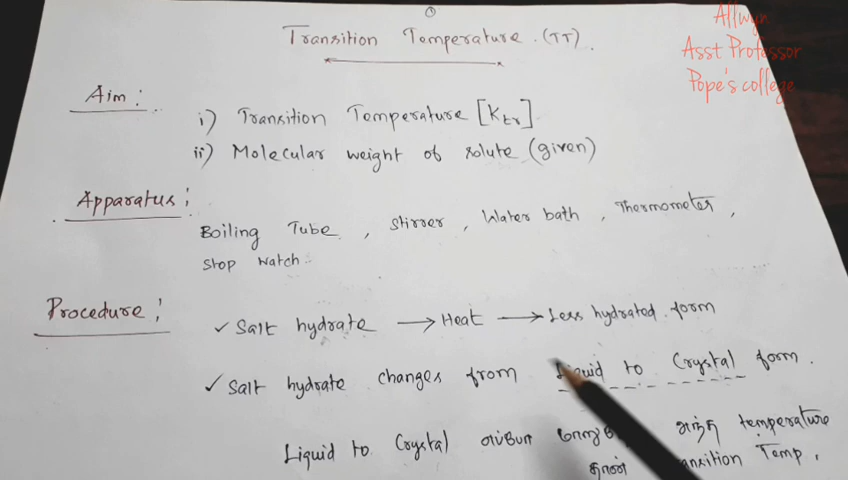 ①
Transition Temperature. (TT).
Allwyn
Asst Professor
Pope's college
Aim:
i) Transition Temperature [Ktr]
ii) Molecular weight of solute (given)
Apparatus:
Boiling Tube, Stirrer, Water bath, Thermometer,
Stop watch.
Procedure:
✓ Salt hydrate → Heat → Less hydrated form
✓ Salt hydrate changes from Liquid to Crystal form.
Liquid to Crystal எப்போ அந்த temperature
தான் Temp.